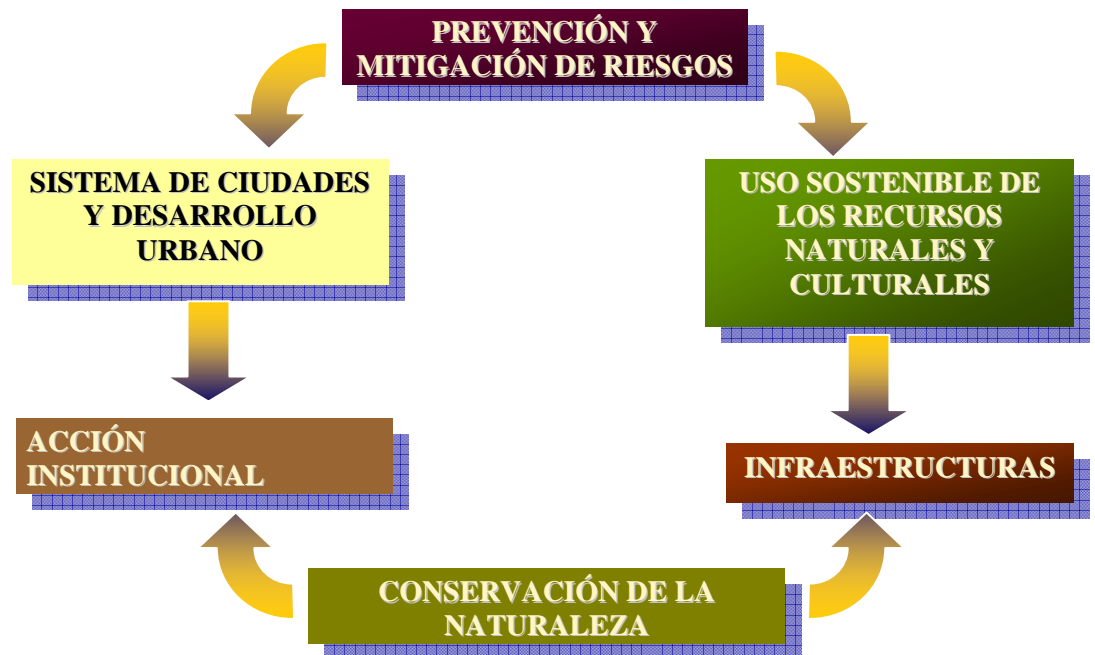 PREVENCIÓN Y
MITIGACIÓN DE RIESGOS
SISTEMA DE CIUDADES
Y DESARROLLO
URBANO
USO SOSTENIBLE DE
LOS RECURSOS
NATURALES Y
CULTURALES
ACCIÓN
INSTITUCIONAL
INFRAESTRUCTURAS
CONSERVACIÓN DE LA
NATURALEZA